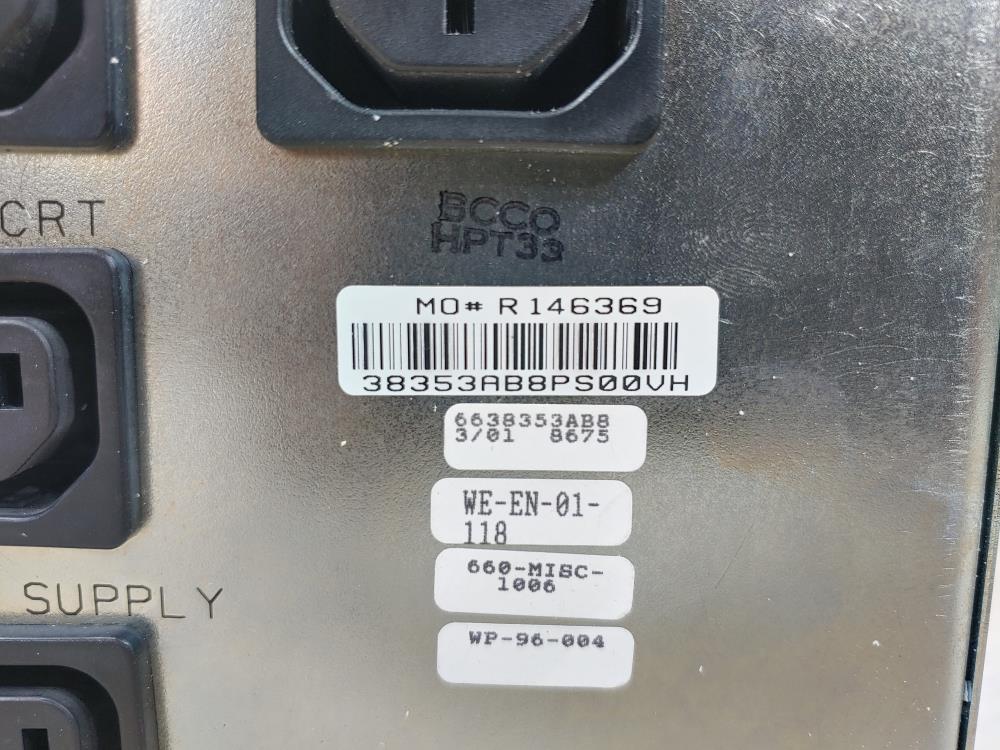 CRT
BCCO
HPT33
MO# R146369
38353AB8PS00VH
6638353AB8
3/01 8675
WE-EN-01-
118
660-MISC-
1006
SUPPLY
WP-96-004